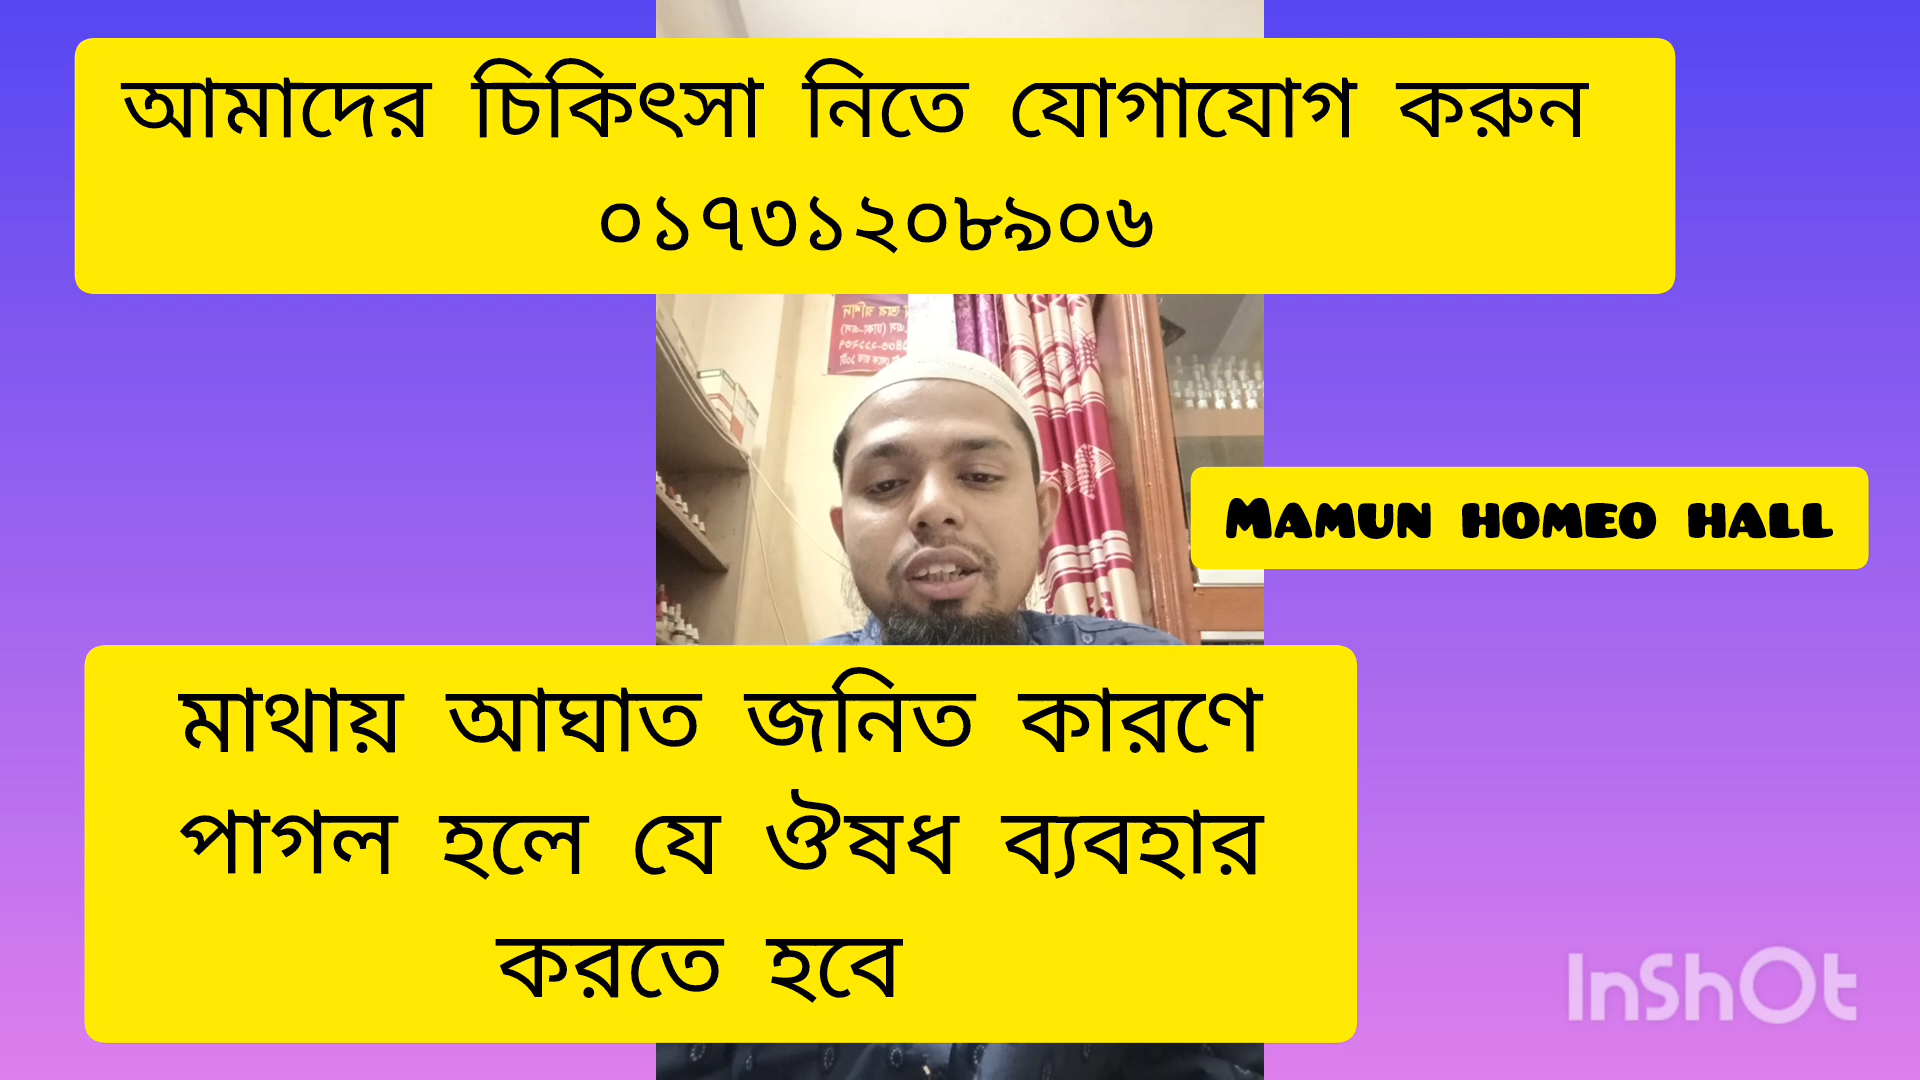 আমাদের চিকিৎসা নিতে যোগাযোগ করুন
০১৭৩১২০৮৯০৬
Mamun homeo hall
মাথায় আঘাত জনিত কারণে
পাগল হলে যে ঔষধ ব্যবহার
করতে হবে
InShOt